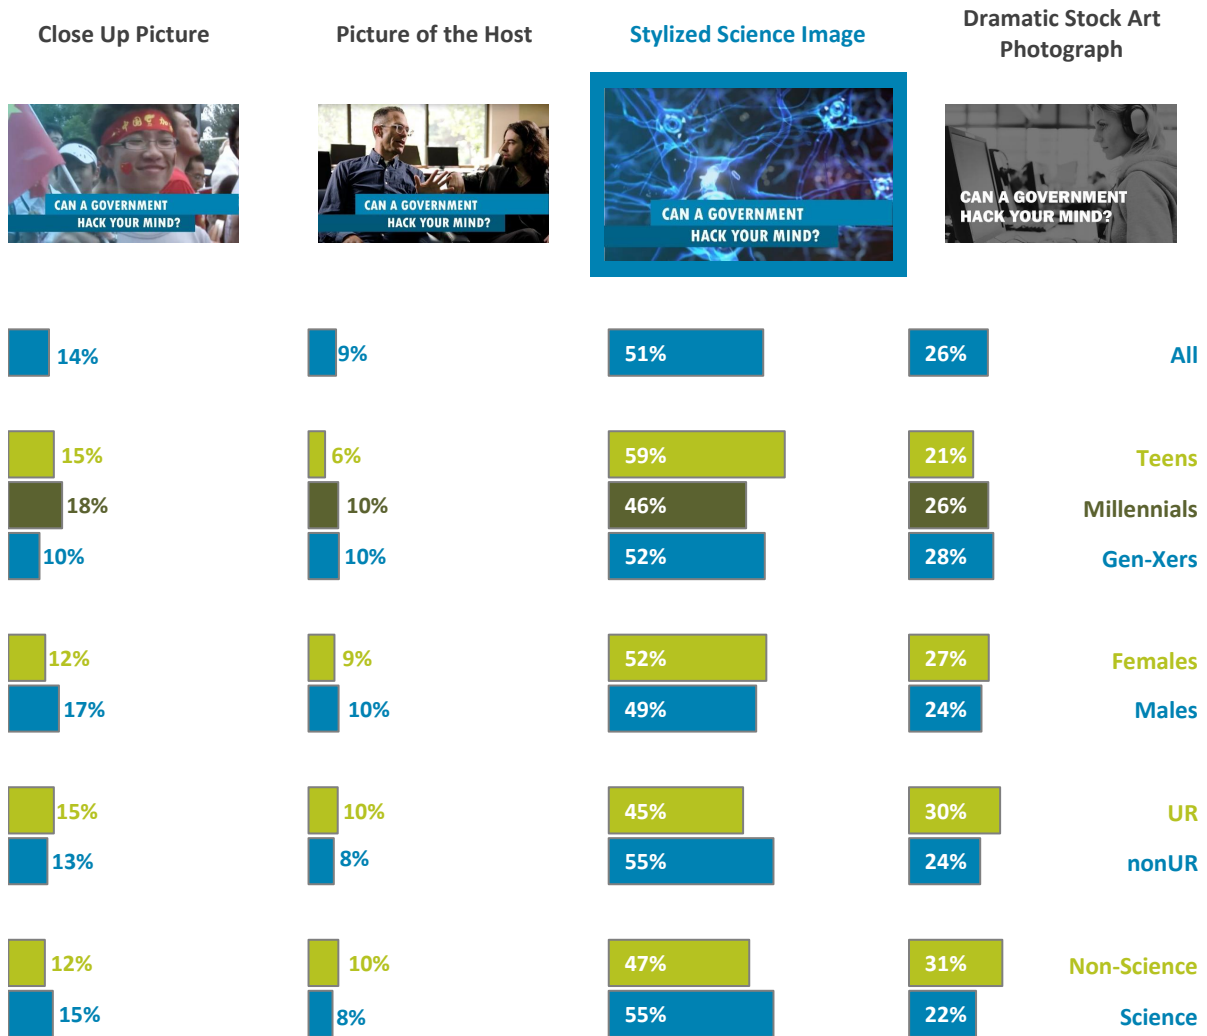 Close Up Picture
Picture of the Host
Stylized Science Image
Dramatic Stock Art
Photograph
CAN A GOVERNMENT
HACK YOUR MIND?
CAN A GOVERNMENT
HACK YOUR MIND?
CAN A GOVERNMENT
HACK YOUR MIND?
CAN A GOVERNMENT
HACK YOUR MIND?
14% 9% 51% 26% All
15% 6% 59% 21% Teens
18% 10% 46% 26% Millennials
10% 10% 52% 28% Gen-Xers
12% 9% 52% 27% Females
17% 10% 49% 24% Males
15% 10% 45% 30% UR
13% 8% 55% 24% nonUR
12% 10% 47% 31% Non-Science
15% 8% 55% 22% Science